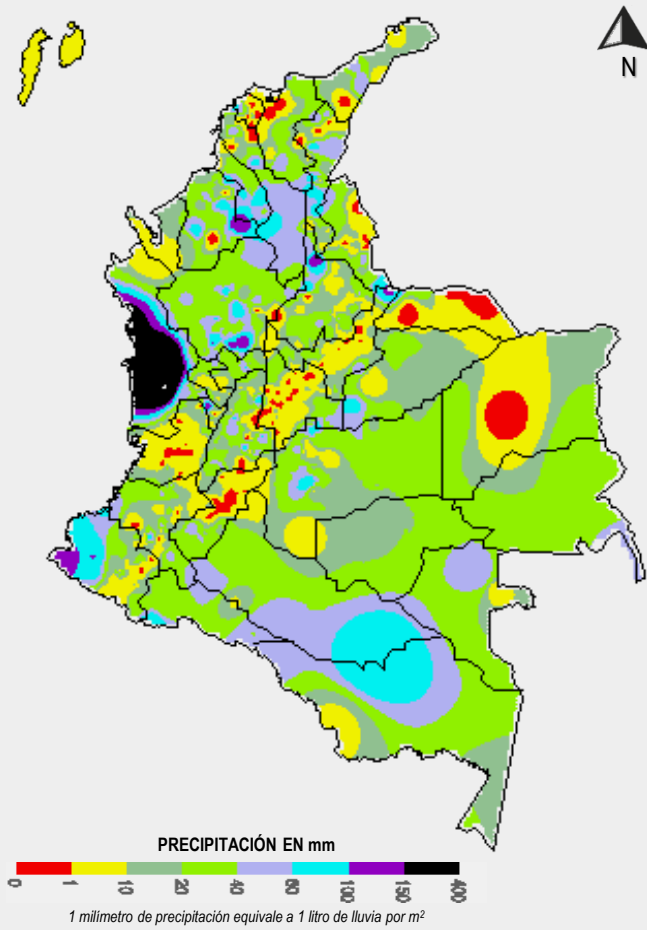 N
PRECIPITACIÓN EN mm
0 1 10 20 40 60 100 150 400
1 milímetro de precipitación equivale a 1 litro de lluvia por m²